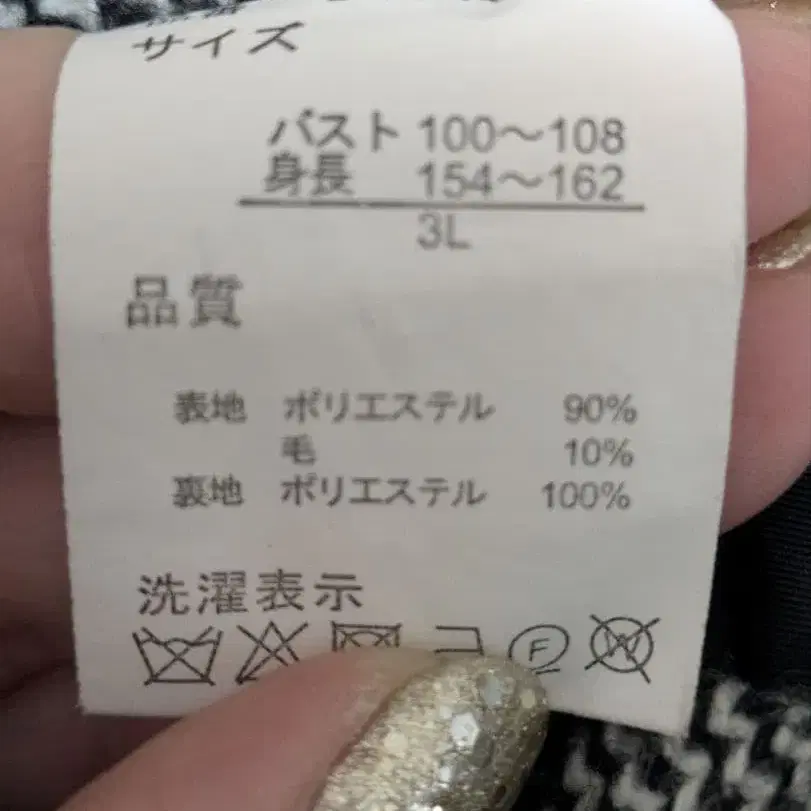 サイズ
バスト 100〜108
身長 154〜162
3L
品質
表地 ポリエステル 90%
毛 10%
裏地 ポリエステル 100%
洗濯表示
F W